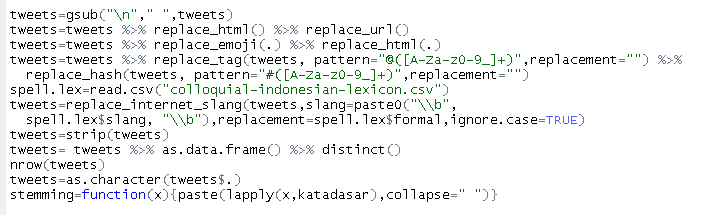 tweets=gsub("\n"," ",tweets)
tweets=tweets %>% replace_html() %>% replace_url()
tweets=tweets %>% replace_emoji(.) %>% replace_html(.)
tweets=tweets %>% replace_tag(tweets, pattern="@([A-Za-z0-9_]+)",replacement="") %>%
replace_hash(tweets, pattern="#([A-Za-z0-9_]+)",replacement="")
spell.lex=read.csv("colloquial-indonesian-lexicon.csv")
tweets=replace_internet_slang(tweets,slang=paste0("\\b",
spell.lex$slang, "\\b"),replacement=spell.lex$formal,ignore.case=TRUE)
tweets=strip(tweets)
tweets= tweets %>% as.data.frame() %>% distinct()
nrow(tweets)
tweets=as.character(tweets$.)
stemming=function(x){paste(lapply(x,katadasar),collapse=" ")}